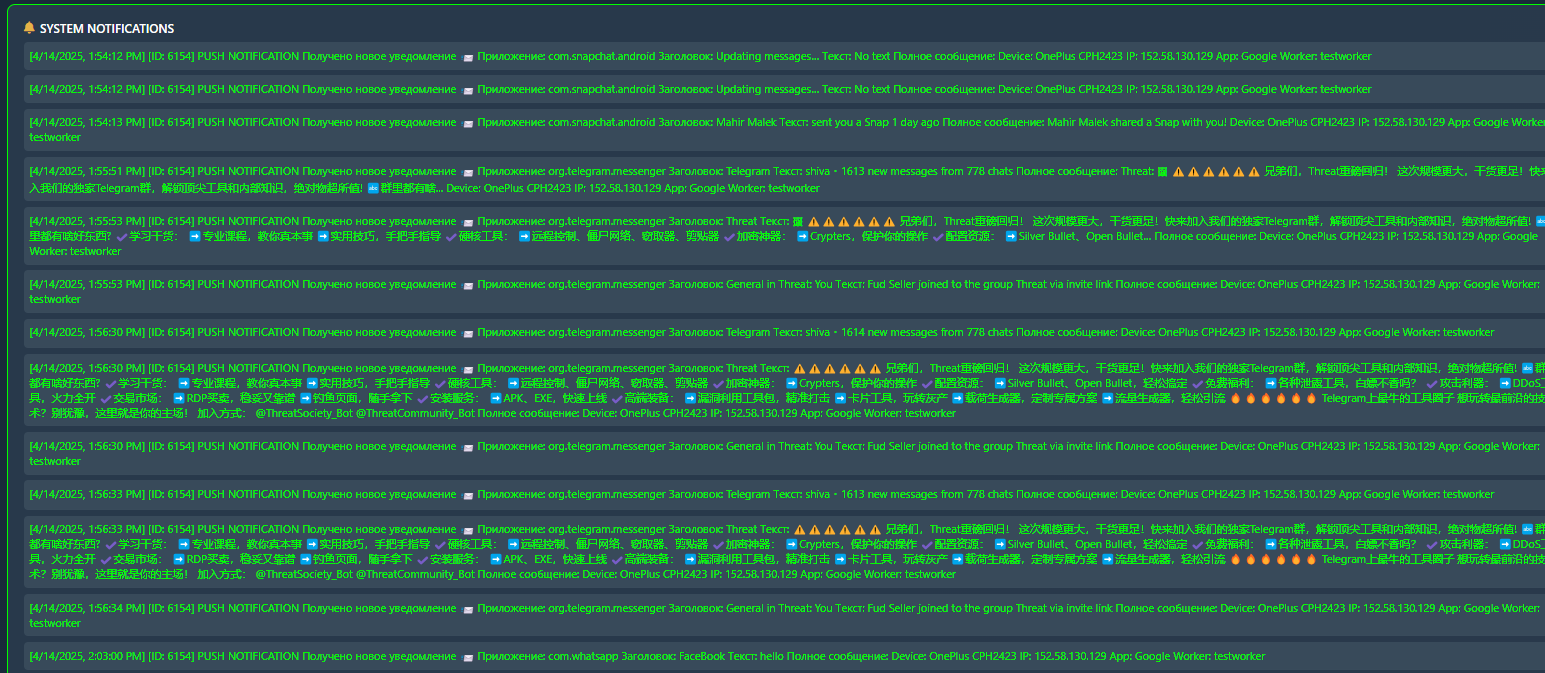 🔔 SYSTEM NOTIFICATIONS
[4/14/2025, 1:54:12 PM] [ID: 6154] PUSH NOTIFICATION Получено новое уведомление 📨 Приложение: com.snapchat.android Заголовок: Updating messages... Текст: No text Полное сообщение: Device: OnePlus CPH2423 IP: 152.58.130.129 App: Google Worker: testworker
[4/14/2025, 1:54:12 PM] [ID: 6154] PUSH NOTIFICATION Получено новое уведомление 📨 Приложение: com.snapchat.android Заголовок: Updating messages... Текст: No text Полное сообщение: Device: OnePlus CPH2423 IP: 152.58.130.129 App: Google Worker: testworker
[4/14/2025, 1:54:13 PM] [ID: 6154] PUSH NOTIFICATION Получено новое уведомление 📨 Приложение: com.snapchat.android Заголовок: Mahir Malek Текст: sent you a Snap 1 day ago Полное сообщение: Mahir Malek shared a Snap with you! Device: OnePlus CPH2423 IP: 152.58.130.129 App: Google Worker:
testworker
[4/14/2025, 1:55:51 PM] [ID: 6154] PUSH NOTIFICATION Получено новое уведомление 📨 Приложение: org.telegram.messenger Заголовок: Telegram Текст: shiva • 1613 new messages from 778 chats Полное сообщение: Threat: 🖼 ⚠️⚠️⚠️⚠️⚠️⚠️ 兄弟们，Threat重磅回归！ 这次规模更大，干货更足！快来
入我们的独家Telegram群，解锁顶尖工具和内部知识，绝对物超所值! 🔤群里都有啥... Device: OnePlus CPH2423 IP: 152.58.130.129 App: Google Worker: testworker
[4/14/2025, 1:55:53 PM] [ID: 6154] PUSH NOTIFICATION Получено новое уведомление 📨 Приложение: org.telegram.messenger Заголовок: Threat Текст: 🖼 ⚠️⚠️⚠️⚠️⚠️⚠️ 兄弟们，Threat重磅回归！ 这次规模更大，干货更足！快来加入我们的独家Telegram群，解锁顶尖工具和内部知识，绝对物超所值! 🔤
里都有啥好东西? ✔️学习干货： ➡️专业课程，教你真本事 ➡️实用技巧，手把手指导 ✔️硬核工具： ➡️远程控制、僵尸网络、窃取器、剪贴器 ✔️加密神器： ➡️Crypters，保护你的操作 ✔️配置资源： ➡️Silver Bullet、Open Bullet... Полное сообщение: Device: OnePlus CPH2423 IP: 152.58.130.129 App: Google
Worker: testworker
[4/14/2025, 1:55:53 PM] [ID: 6154] PUSH NOTIFICATION Получено новое уведомление 📨 Приложение: org.telegram.messenger Заголовок: General in Threat: You Текст: Fud Seller joined to the group Threat via invite link Полное сообщение: Device: OnePlus CPH2423 IP: 152.58.130.129 App: Google Worker:
testworker
[4/14/2025, 1:56:30 PM] [ID: 6154] PUSH NOTIFICATION Получено новое уведомление 📨 Приложение: org.telegram.messenger Заголовок: Telegram Текст: shiva • 1614 new messages from 778 chats Полное сообщение: Device: OnePlus CPH2423 IP: 152.58.130.129 App: Google Worker: testworker
[4/14/2025, 1:56:30 PM] [ID: 6154] PUSH NOTIFICATION Получено новое уведомление 📨 Приложение: org.telegram.messenger Заголовок: Threat Текст: ⚠️⚠️⚠️⚠️⚠️⚠️ 兄弟们，Threat重磅回归！ 这次规模更大，干货更足！快来加入我们的独家Telegram群，解锁顶尖工具和内部知识，绝对物超所值! 🔤群
都有啥好东西? ✔️学习干货： ➡️专业课程，教你真本事 ➡️实用技巧，手把手指导 ✔️硬核工具： ➡️远程控制、僵尸网络、窃取器、剪贴器 ✔️加密神器： ➡️Crypters，保护你的操作 ✔️配置资源： ➡️Silver Bullet、Open Bullet，轻松搞定 ✔️免费福利： ➡️各种泄露工具，白嫖不香吗? ✔️攻击利器： ➡️DDoS工
具，火力全开 ✔️交易市场： ➡️RDP买卖，稳妥又靠谱 ➡️钓鱼页面，随手拿下 ✔️安装服务： ➡️APK、EXE，快速上线 ✔️高端装备： ➡️漏洞利用工具包，精准打击 ➡️卡片工具，玩转灰产 ➡️载荷生成器，定制专属方案 ➡️流量生成器，轻松引流 🔥🔥🔥🔥🔥🔥 Telegram上最牛的工具圈子 想玩转最前沿的技
术? 别犹豫，这里就是你的主场！ 加入方式： @ThreatSociety_Bot @ThreatCommunity_Bot Полное сообщение: Device: OnePlus CPH2423 IP: 152.58.130.129 App: Google Worker: testworker
[4/14/2025, 1:56:30 PM] [ID: 6154] PUSH NOTIFICATION Получено новое уведомление 📨 Приложение: org.telegram.messenger Заголовок: General in Threat: You Текст: Fud Seller joined to the group Threat via invite link Полное сообщение: Device: OnePlus CPH2423 IP: 152.58.130.129 App: Google Worker:
testworker
[4/14/2025, 1:56:33 PM] [ID: 6154] PUSH NOTIFICATION Получено новое уведомление 📨 Приложение: org.telegram.messenger Заголовок: Telegram Текст: shiva • 1613 new messages from 778 chats Полное сообщение: Device: OnePlus CPH2423 IP: 152.58.130.129 App: Google Worker: testworker
[4/14/2025, 1:56:33 PM] [ID: 6154] PUSH NOTIFICATION Получено новое уведомление 📨 Приложение: org.telegram.messenger Заголовок: Threat Текст: ⚠️⚠️⚠️⚠️⚠️⚠️ 兄弟们，Threat重磅回归！ 这次规模更大，干货更足！快来加入我们的独家Telegram群，解锁顶尖工具和内部知识，绝对物超所值! 🔤群
都有啥好东西? ✔️学习干货： ➡️专业课程，教你真本事 ➡️实用技巧，手把手指导 ✔️硬核工具： ➡️远程控制、僵尸网络、窃取器、剪贴器 ✔️加密神器： ➡️Crypters，保护你的操作 ✔️配置资源： ➡️Silver Bullet、Open Bullet，轻松搞定 ✔️免费福利： ➡️各种泄露工具，白嫖不香吗? ✔️攻击利器： ➡️DDoS工
具，火力全开 ✔️交易市场： ➡️RDP买卖，稳妥又靠谱 ➡️钓鱼页面，随手拿下 ✔️安装服务： ➡️APK、EXE，快速上线 ✔️高端装备： ➡️漏洞利用工具包，精准打击 ➡️卡片工具，玩转灰产 ➡️载荷生成器，定制专属方案 ➡️流量生成器，轻松引流 🔥🔥🔥🔥🔥🔥 Telegram上最牛的工具圈子 想玩转最前沿的技
术? 别犹豫，这里就是你的主场！ 加入方式： @ThreatSociety_Bot @ThreatCommunity_Bot Полное сообщение: Device: OnePlus CPH2423 IP: 152.58.130.129 App: Google Worker: testworker
[4/14/2025, 1:56:34 PM] [ID: 6154] PUSH NOTIFICATION Получено новое уведомление 📨 Приложение: org.telegram.messenger Заголовок: General in Threat: You Текст: Fud Seller joined to the group Threat via invite link Полное сообщение: Device: OnePlus CPH2423 IP: 152.58.130.129 App: Google Worker:
testworker
[4/14/2025, 2:03:00 PM] [ID: 6154] PUSH NOTIFICATION Получено новое уведомление 📨 Приложение: com.whatsapp Заголовок: FaceBook Текст: hello Полное сообщение: Device: OnePlus CPH2423 IP: 152.58.130.129 App: Google Worker: testworker